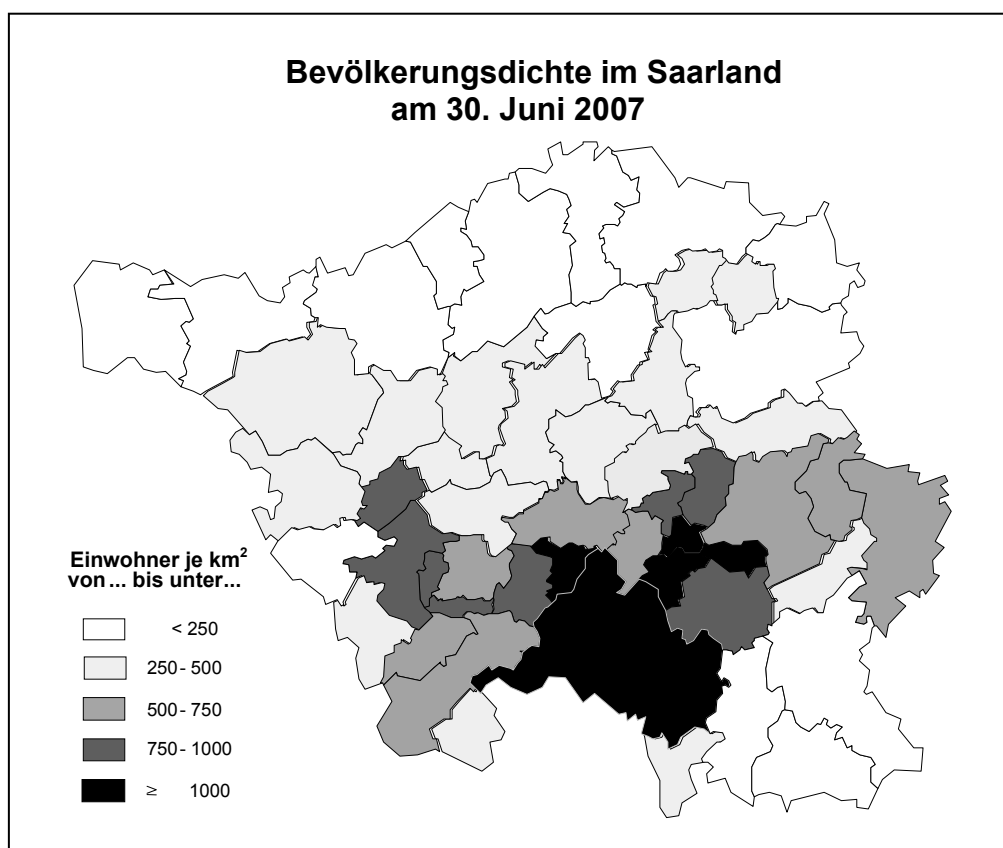 Bevölkerungsdichte im Saarland
am 30. Juni 2007
Einwohner je km²
von ... bis unter...
< 250
250 - 500
500 - 750
750 - 1000
≥ 1000